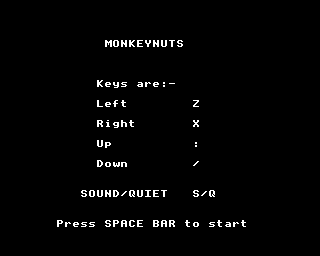 MONKEYNUTS
Keys are:-
Left Z
Right X
Up :
Down /
SOUND/QUIET S/Q
Press SPACE BAR to start